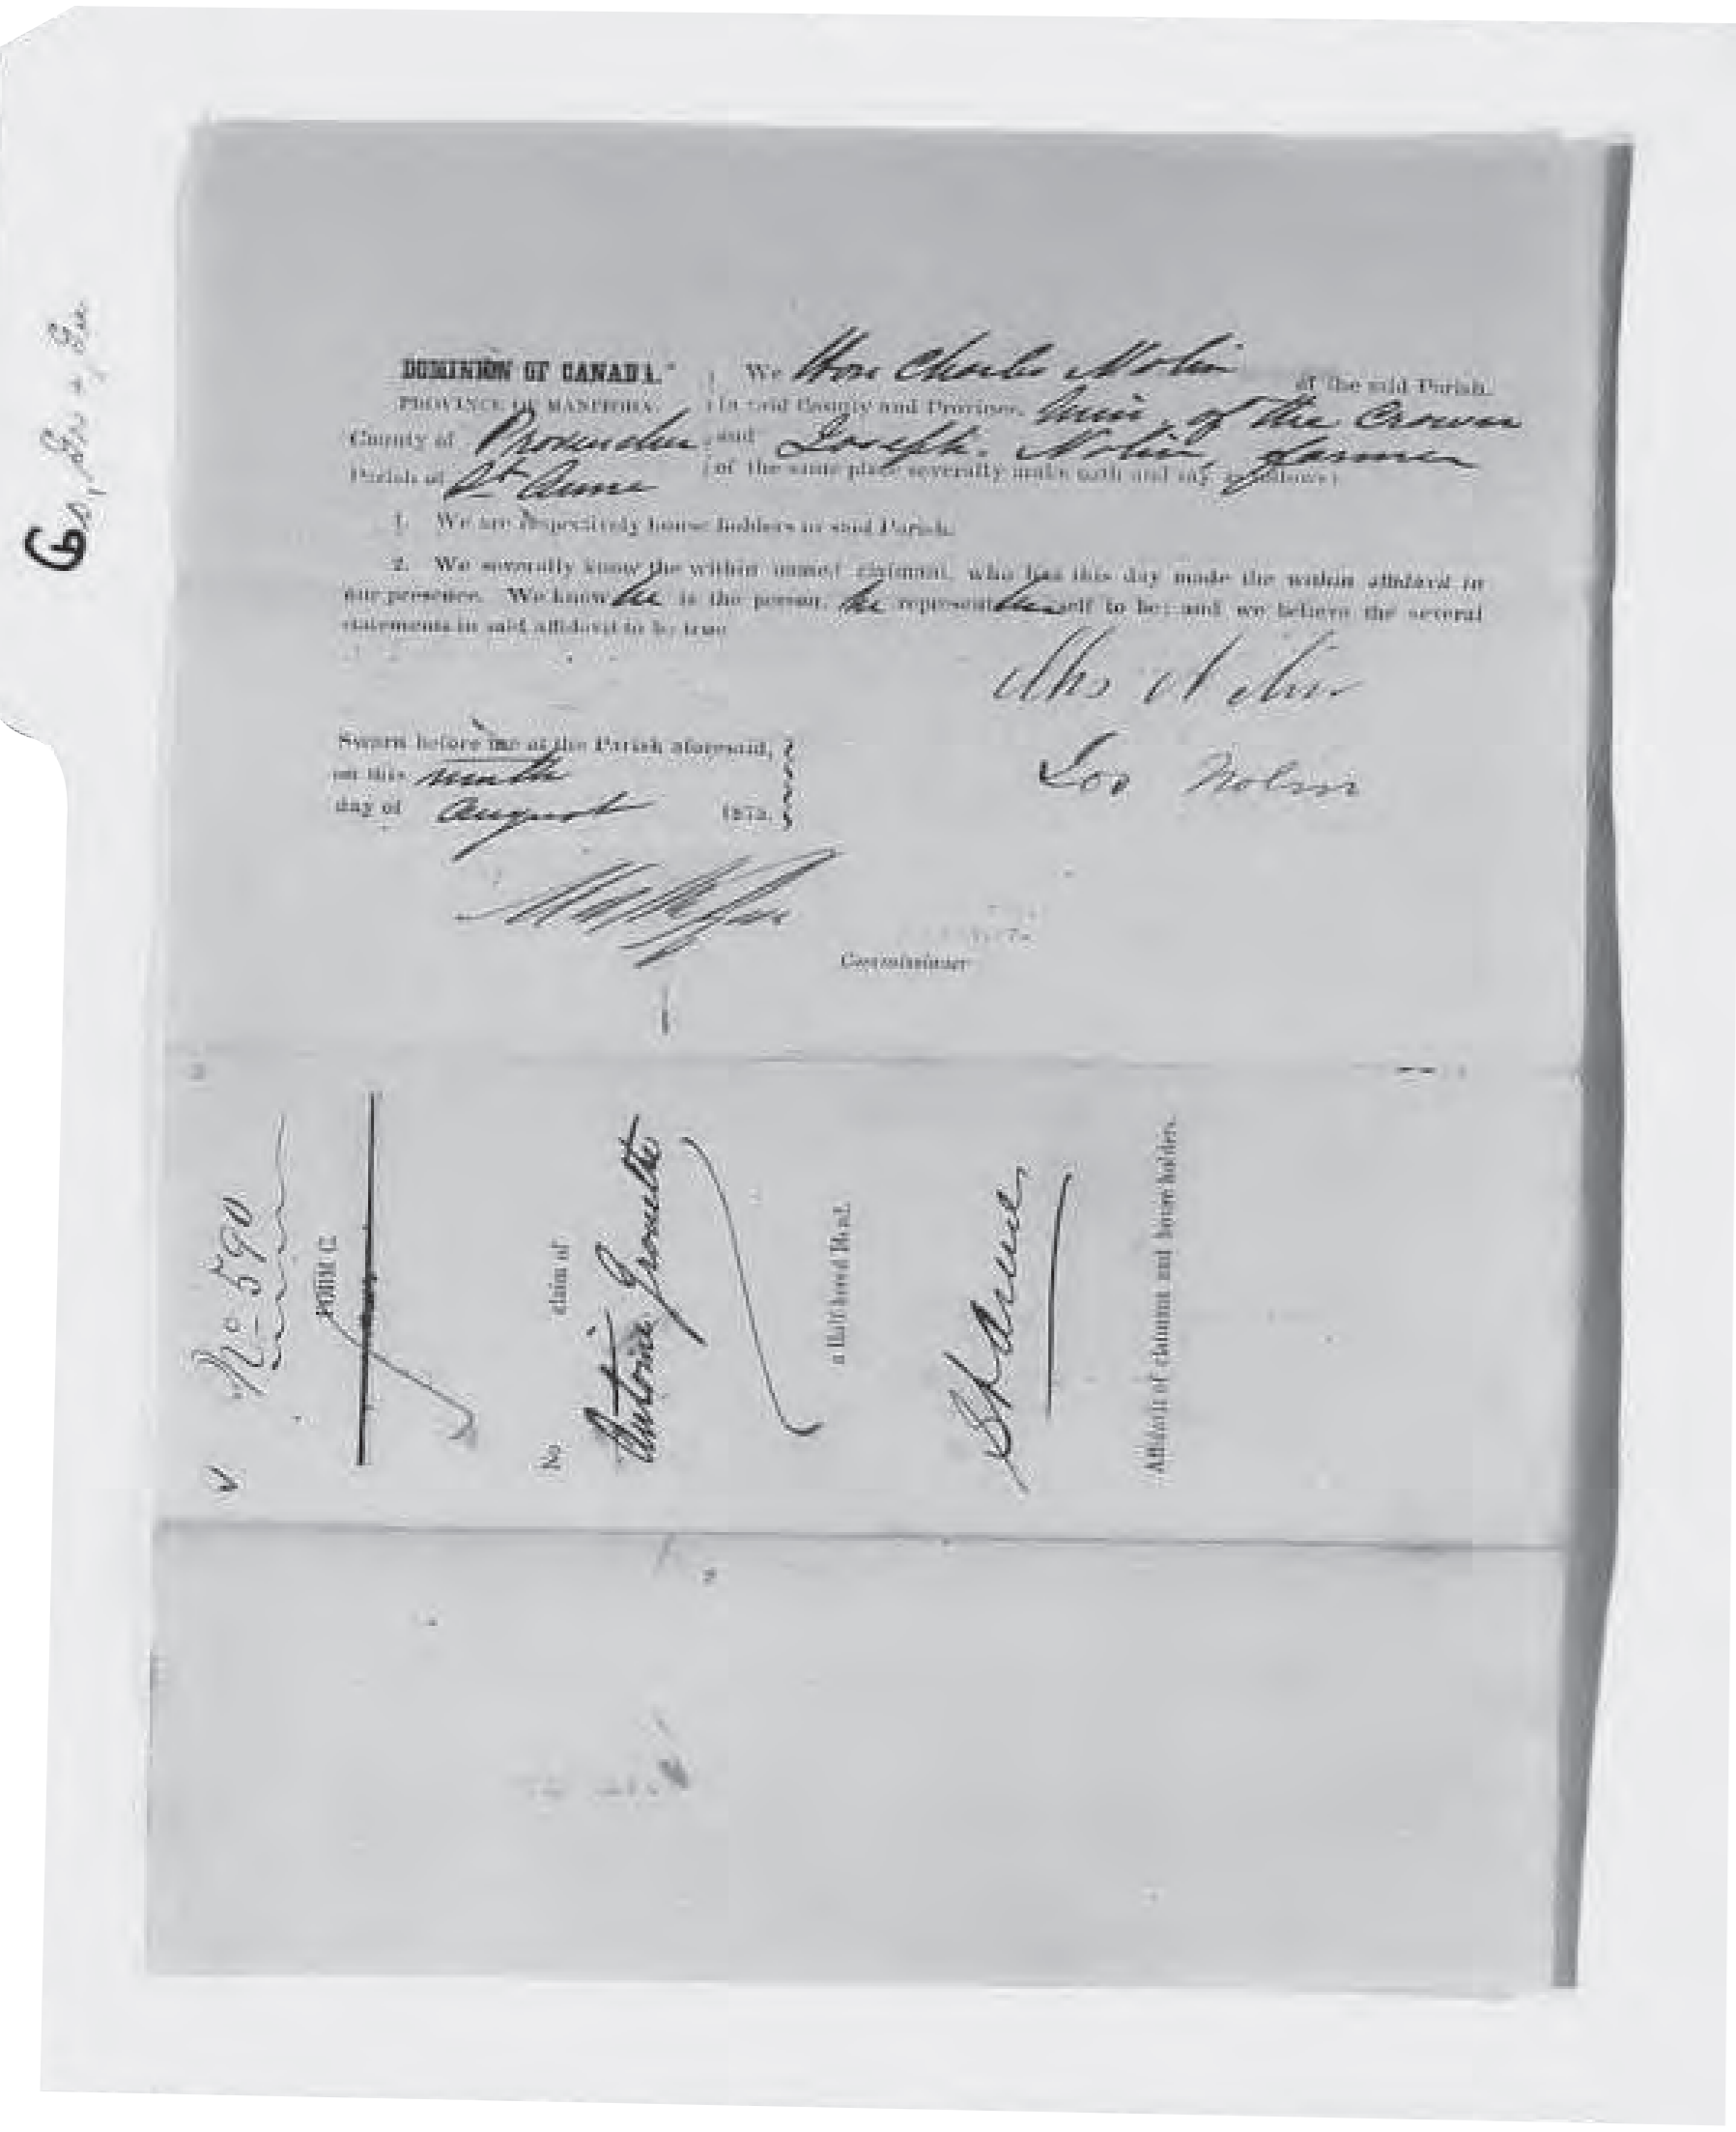 DOMINION OF CANADA.
PROVINCE OF MANITOBA.
County of Provencher
Parish of St Anne
We Hon Charles Nolin of the said Parish,
in said County and Province, Min. of the Crown
and Joseph Nolin, farmer
of the same place severally make oath and say as follows:
1. We are respectively house holders in said Parish.
2. We severally know the within named claimant, who has this day made the within affidavit in
our presence. We know he is the person, he represents himself to be; and we believe the several
statements in said affidavit to be true
Chs Nolin
Jos Nolin
Sworn before me at the Parish aforesaid,
on this ninth
day of August 1875.
Commissioner
No 590
FORM C
No claim of
Antoine
a Half-breed Head.
St Annes
Affidavit of claimant and house holders.